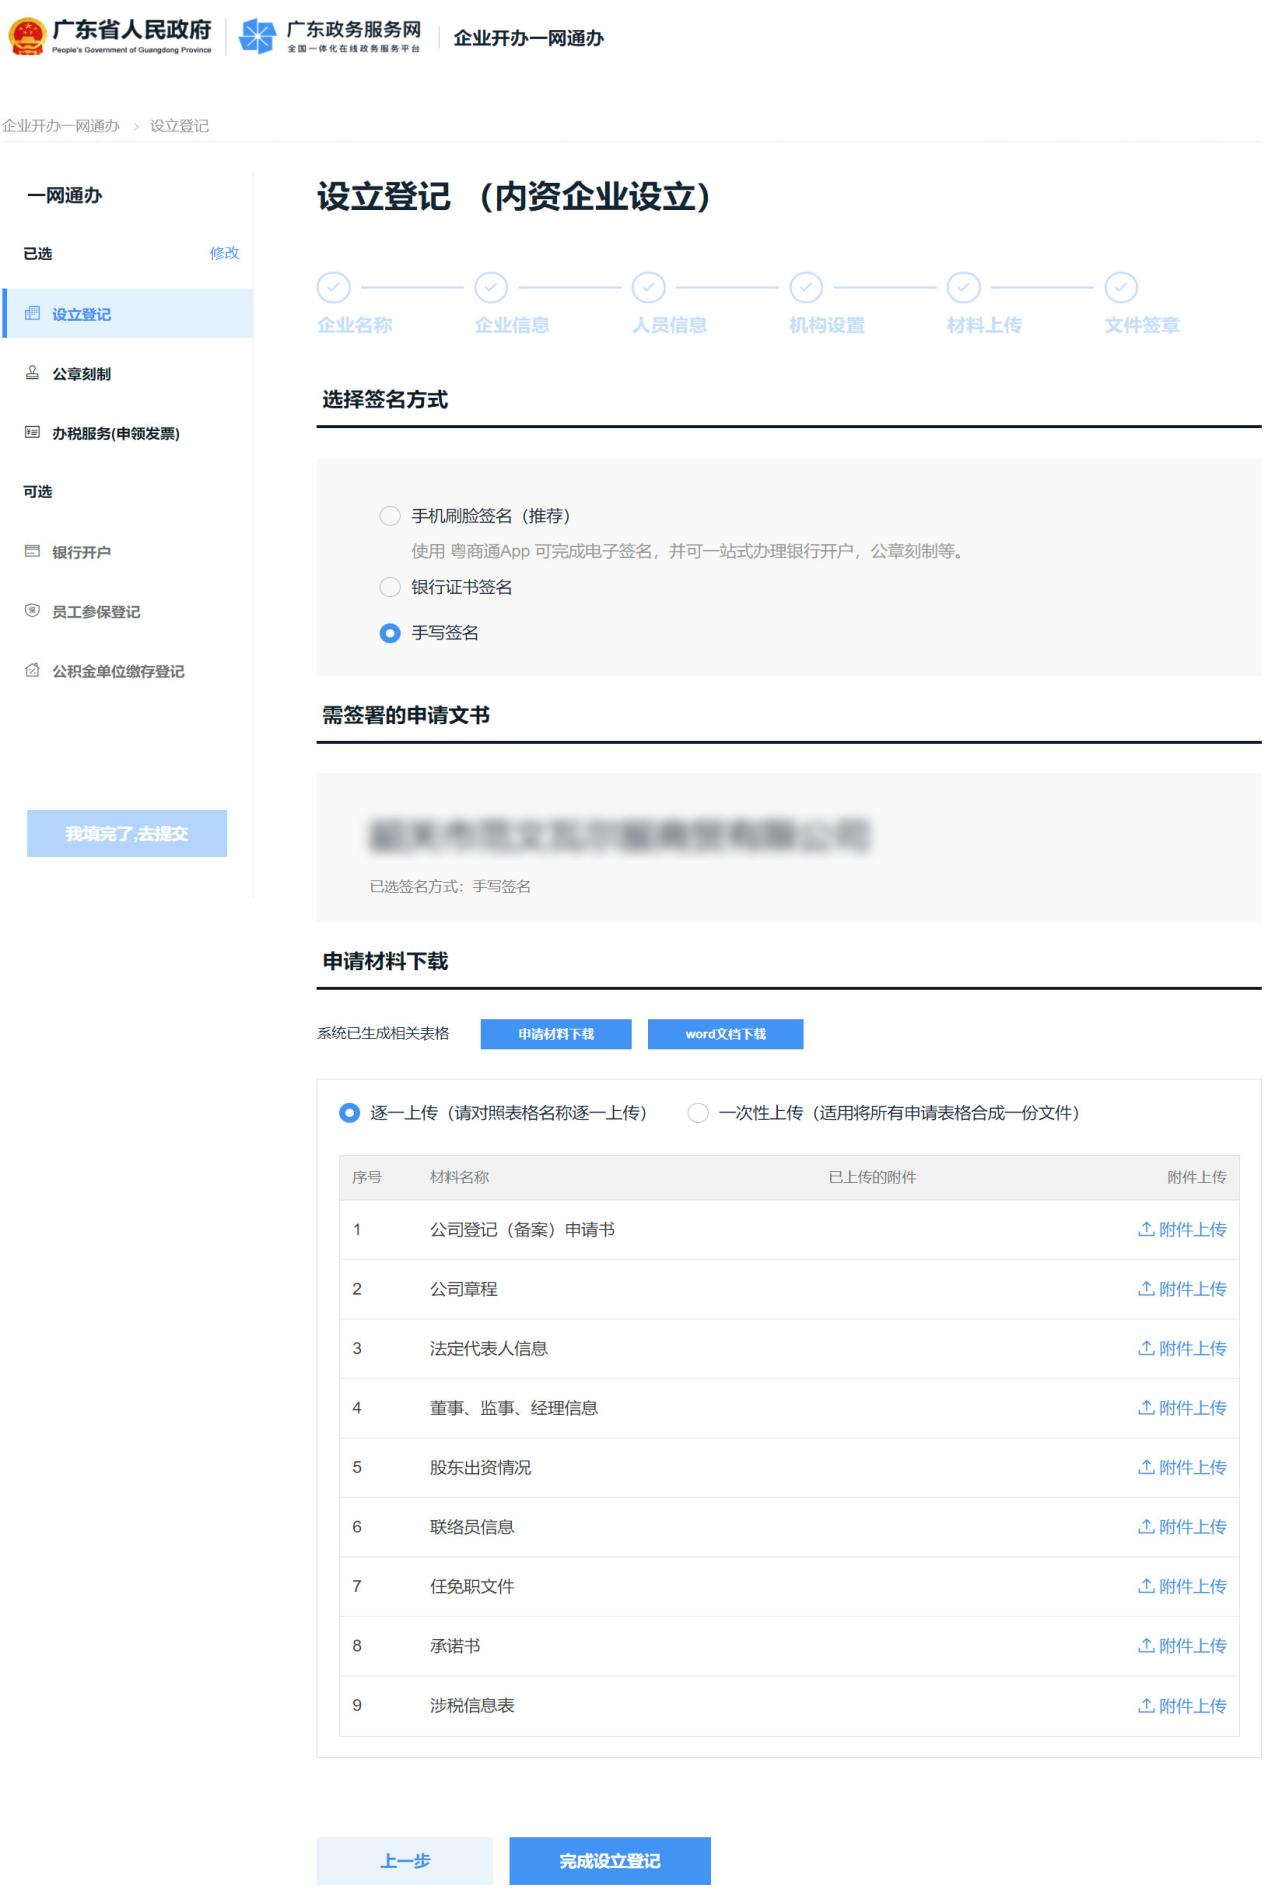 广东省人民政府
People's Government of Guangdong Province
广东政务服务网
全国一体化在线政务服务平台
企业开办一网通办
企业开办一网通办 > 设立登记
一网通办
已选 修改
设立登记
公章刻制
办税服务(申领发票)
可选
银行开户
员工参保登记
公积金单位缴存登记
我填完了,去提交
设立登记 （内资企业设立）
企业名称 企业信息 人员信息 机构设置 材料上传 文件签章
选择签名方式
手机刷脸签名（推荐）
使用 粤商通App 可完成电子签名，并可一站式办理银行开户，公章刻制等。
银行证书签名
手写签名
需签署的申请文书
已选签名方式：手写签名
申请材料下载
系统已生成相关表格 申请材料下载 word文档下载
逐一上传（请对照表格名称逐一上传） 一次性上传（适用将所有申请表格合成一份文件）
序号 材料名称 已上传的附件 附件上传
1 公司登记（备案）申请书 附件上传
2 公司章程 附件上传
3 法定代表人信息 附件上传
4 董事、监事、经理信息 附件上传
5 股东出资情况 附件上传
6 联络员信息 附件上传
7 任免职文件 附件上传
8 承诺书 附件上传
9 涉税信息表 附件上传
上一步 完成设立登记